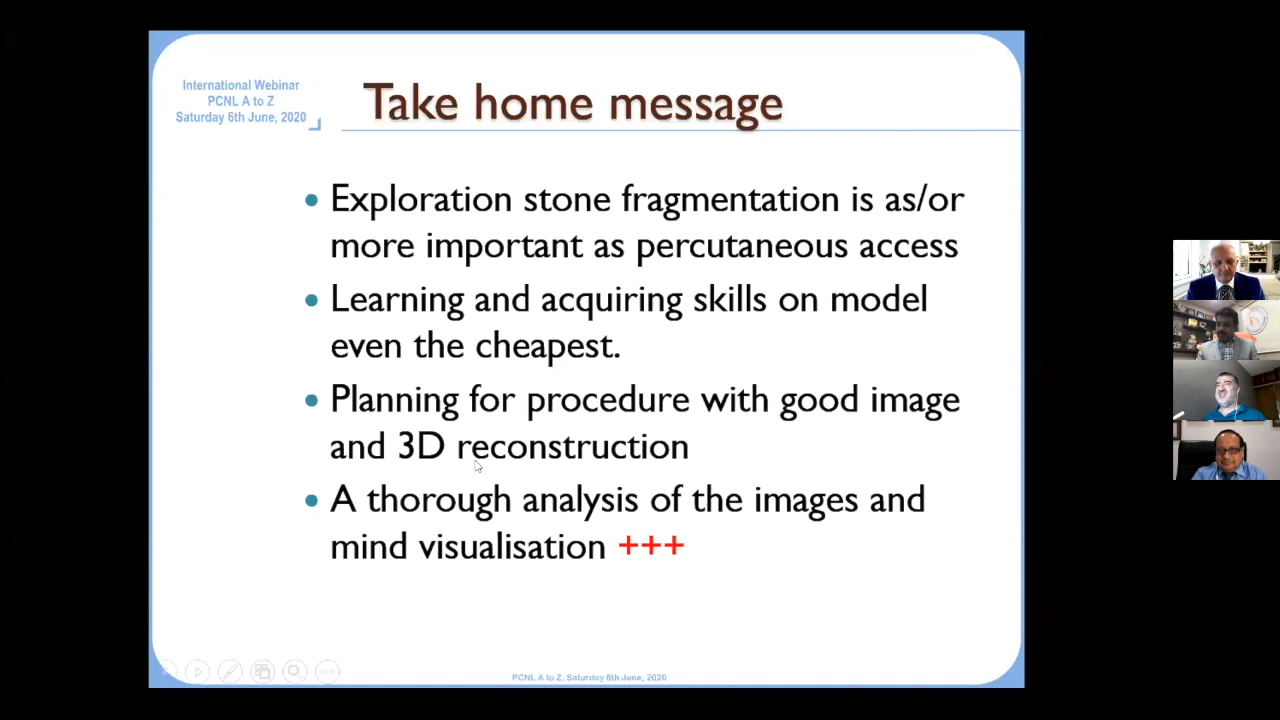 International Webinar
PCNL A to Z
Saturday 6th June, 2020
Take home message
• Exploration stone fragmentation is as/or
more important as percutaneous access
• Learning and acquiring skills on model
even the cheapest.
• Planning for procedure with good image
and 3D reconstruction
• A thorough analysis of the images and
mind visualisation +++
PCNL A to Z, Saturday 6th June, 2020